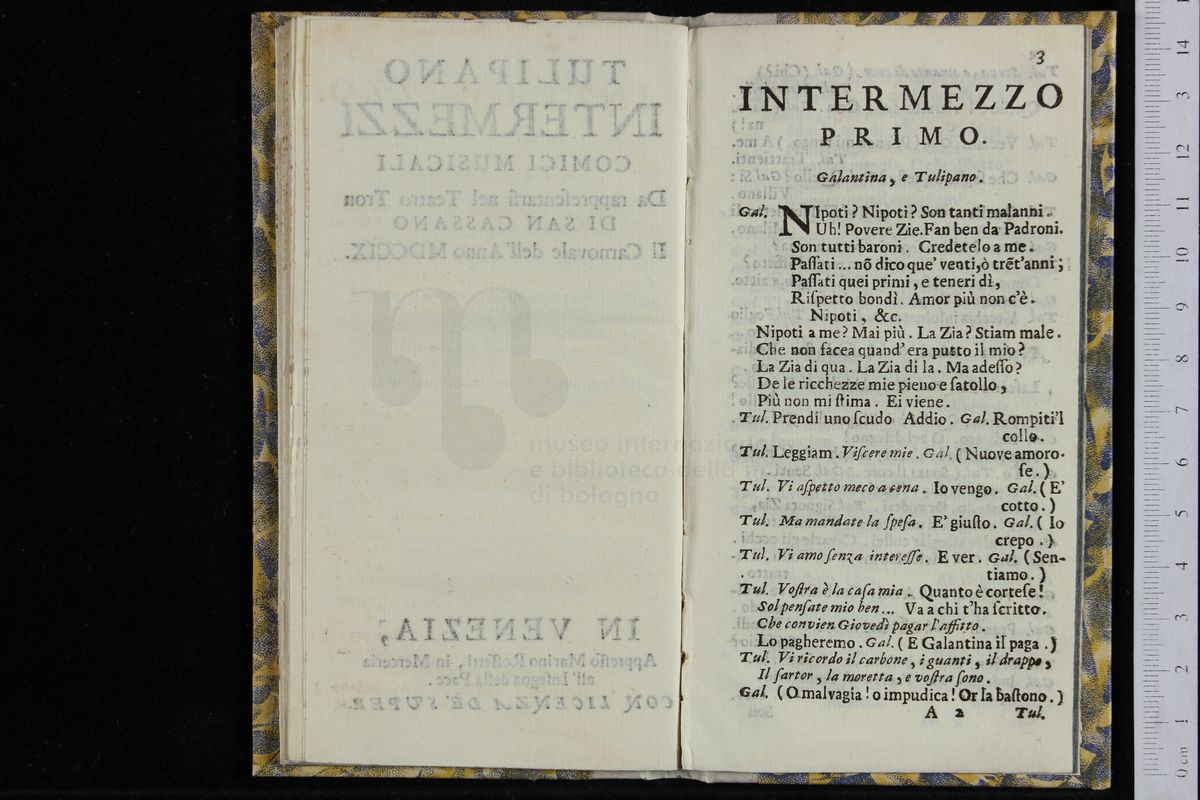 TULIPANO
INTERMEZZI
COMICI MUSICALI
Da rappresentarsi nel Teatro Tron
DI SAN CASSANO
Il Carnovale dell'Anno MDCCIX.
museo internazio
e biblioteca della m
di bologna
IN VENEZIA,
Appresso Marino Rossetti, in Merceria
all'Insegna della Pace.
CON LICENZA DE' SUPER.
3
INTERMEZZO
PRIMO.
Galantina, e Tulipano.
Gal. NIpoti? Nipoti? Son tanti malanni.
Uh! Povere Zie. Fan ben da Padroni.
Son tutti baroni. Credetelo a me.
Paſſati... nō dico que' venti, ò trēt'anni;
Paſſati quei primi, e teneri dì,
Riſpetto bondì. Amor più non c'è.
Nipoti, &c.
Nipoti a me? Mai più. La Zia? Stiam male.
Che non facea quand'era putto il mio?
La Zia di qua. La Zia di la. Ma adeſſo?
De le ricchezze mie pieno e ſatollo,
Più non mi ſtima. Ei viene.
Tul. Prendi uno ſcudo Addio. Gal. Rompiti'l
collo.
Tul. Leggiam. Viſcere mie. Gal. (Nuove amoro-
ſe.)
Tul. Vi aſpetto meco a cena. Io vengo. Gal. (E'
cotto.)
Tul. Ma mandate la ſpeſa. E' giuſto. Gal. (Io
crepo.)
Tul. Vi amo ſenza intereſſe. E ver. Gal. (Sen-
tiamo.)
Tul. Voſtra è la caſa mia. Quanto è corteſe!
Sol penſate mio ben... Va a chi t'ha ſcritto.
Che convien Giovedì pagar l'affitto.
Lo pagheremo. Gal. (E Galantina il paga.)
Tul. Vi ricordo il carbone, i guanti, il drappo,
Il ſartor, la moretta, e voſtra ſono.
Gal. (O malvagia! o impudica! Or la baſtono.)
A 2 Tul.